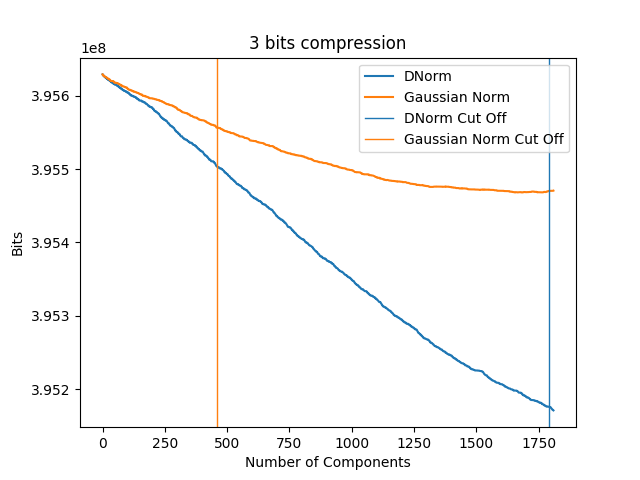 3 bits compression
1e8
3.956
3.955
3.954
3.953
3.952
Bits
0 250 500 750 1000 1250 1500 1750
Number of Components
DNorm
Gaussian Norm
DNorm Cut Off
Gaussian Norm Cut Off